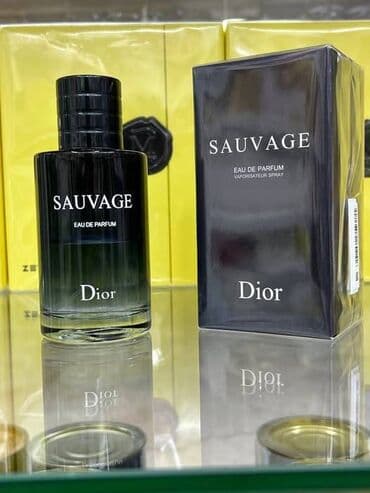 SAUVAGE
EAU DE PARFUM
Dior
SAUVAGE
EAU DE PARFUM
VAPORISATEUR SPRAY
Dior